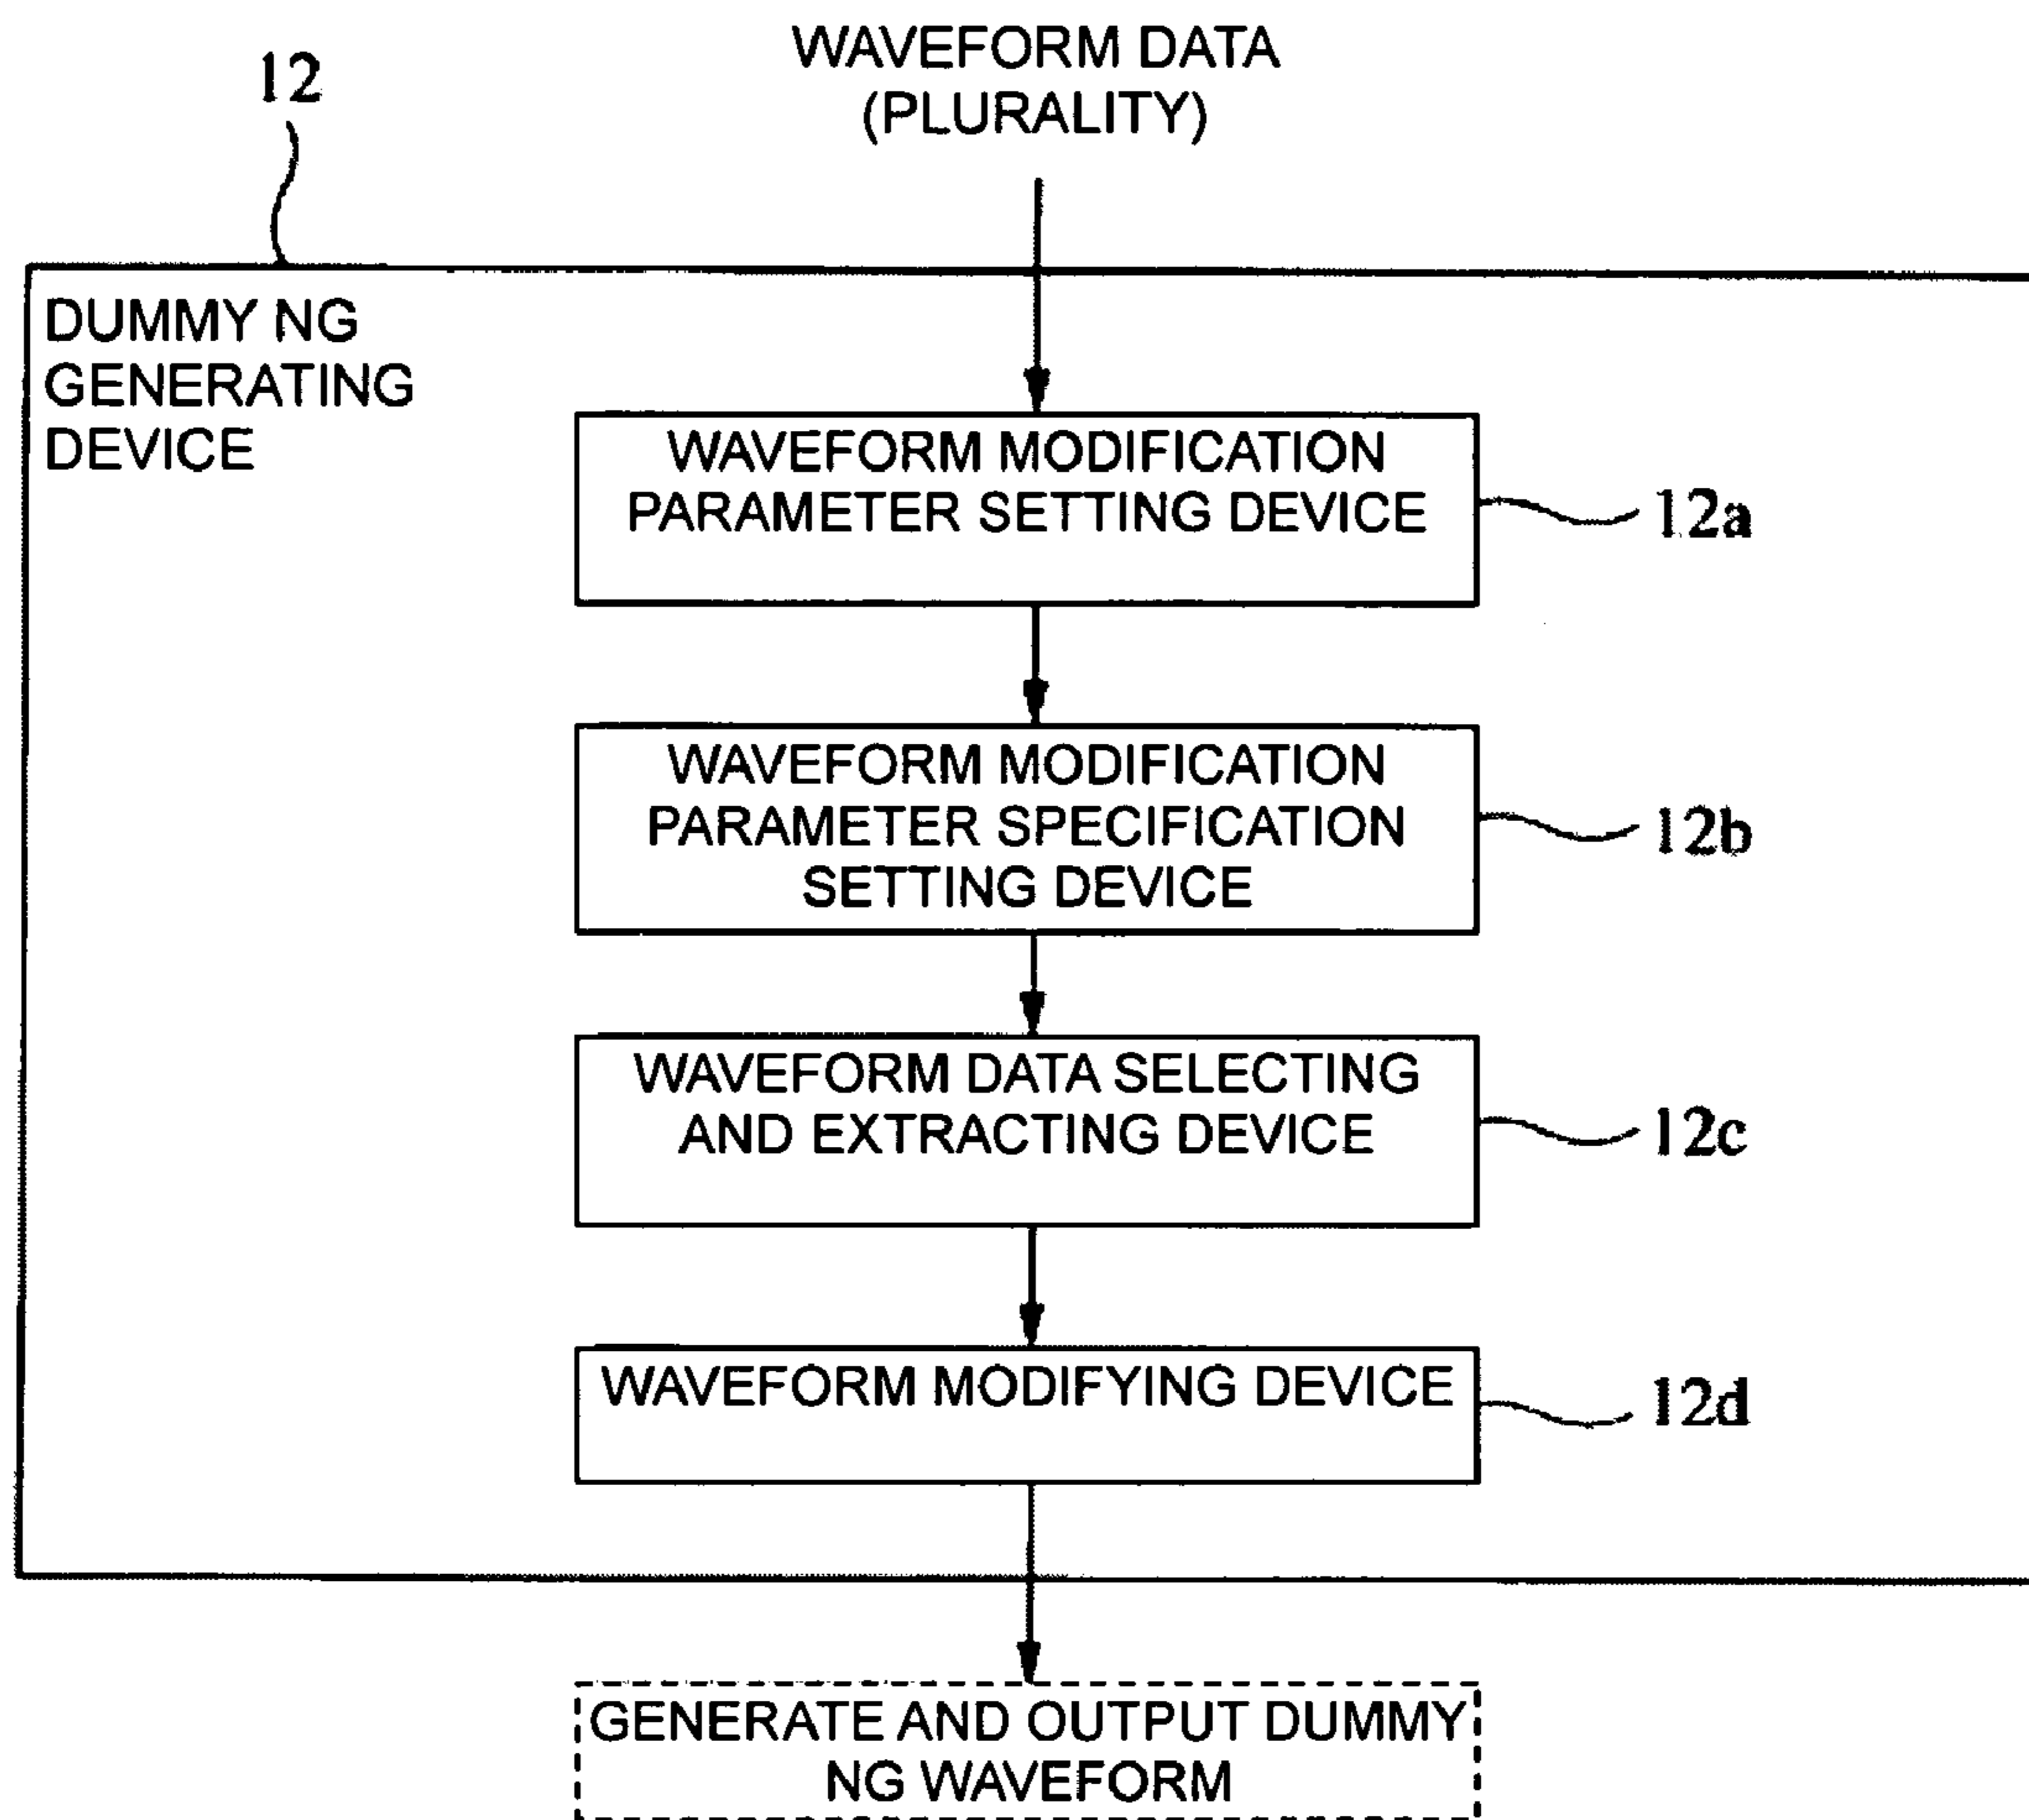 12
WAVEFORM DATA
(PLURALITY)
DUMMY NG
GENERATING
DEVICE
WAVEFORM MODIFICATION
PARAMETER SETTING DEVICE
12a
WAVEFORM MODIFICATION
PARAMETER SPECIFICATION
SETTING DEVICE
12b
WAVEFORM DATA SELECTING
AND EXTRACTING DEVICE
12c
WAVEFORM MODIFYING DEVICE
12d
GENERATE AND OUTPUT DUMMY
NG WAVEFORM